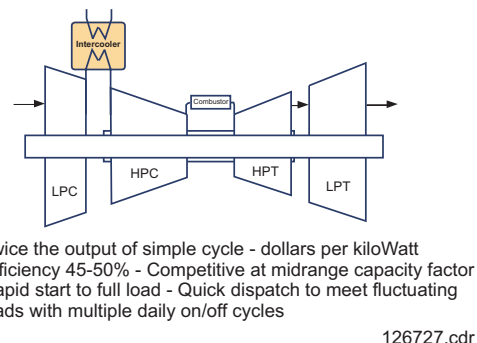 Intercooler
Combustor
HPC
HPT
LPC
LPT
wice the output of simple cycle - dollars per kiloWatt
ficiency 45-50% - Competitive at midrange capacity factor
apid start to full load - Quick dispatch to meet fluctuating
ads with multiple daily on/off cycles
126727.cdr